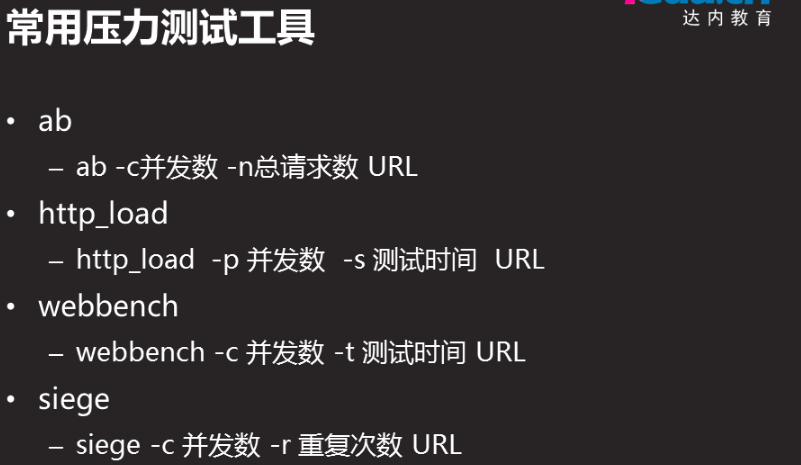 常用压力测试工具
达内教育
• ab
– ab -c并发数 -n总请求数 URL
• http_load
– http_load -p 并发数 -s 测试时间 URL
• webbench
– webbench -c 并发数 -t 测试时间 URL
• siege
– siege -c 并发数 -r 重复次数 URL